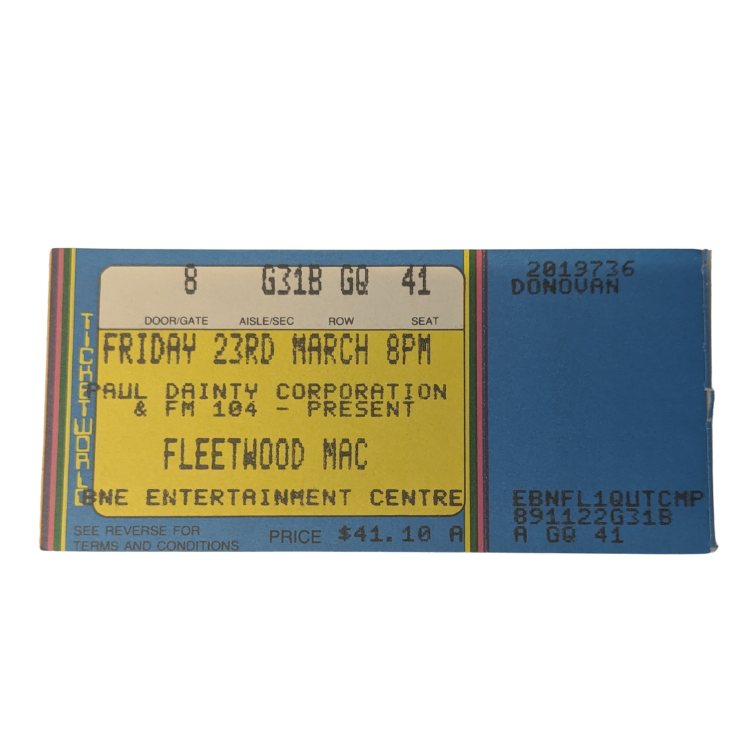 TICKETWORLD
8 G31B GQ 41
DOOR/GATE AISLE/SEC ROW SEAT
FRIDAY 23RD MARCH 8PM
PAUL DAINTY CORPORATION
& FM 104 - PRESENT
FLEETWOOD MAC
BNE ENTERTAINMENT CENTRE
SEE REVERSE FOR
TERMS AND CONDITIONS
PRICE $41.10 A
2019736
DONOVAN
EBNFL1QUTCMP
891122G31B
A GQ 41